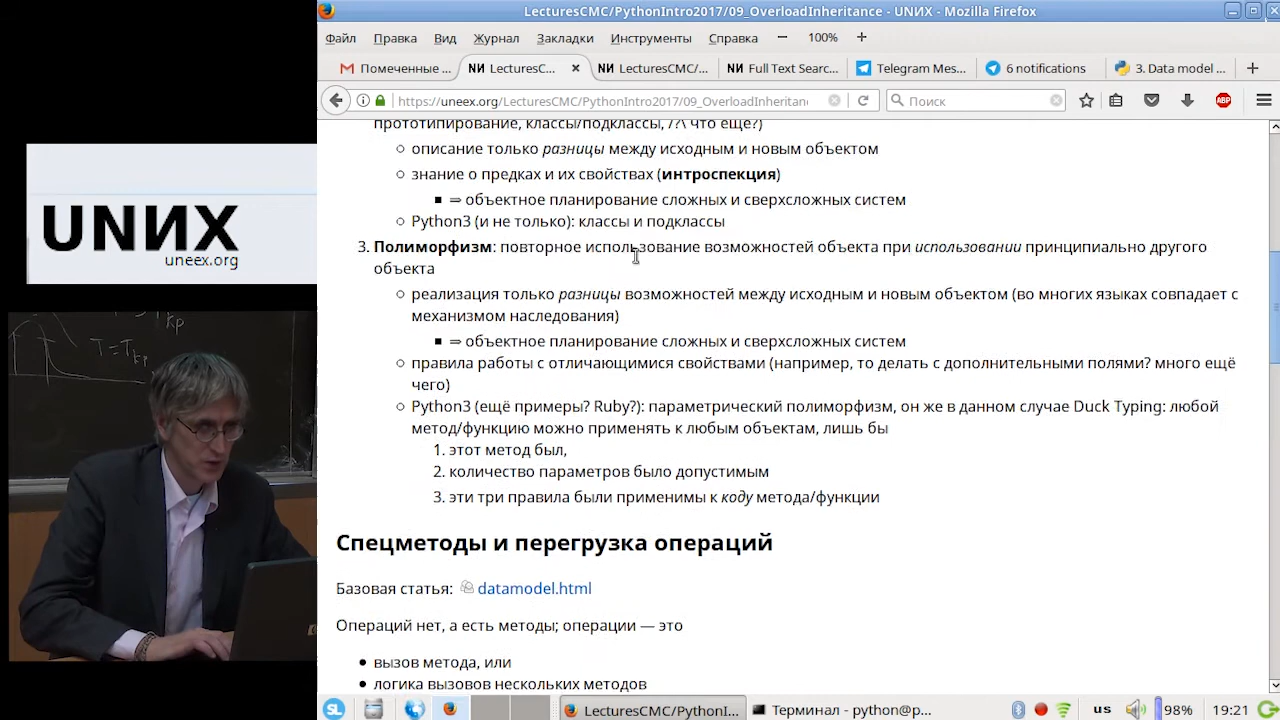 LecturesCMC/PythonIntro2017/09_OverloadInheritance - UNИX - Mozilla Firefox
Файл Правка Вид Журнал Закладки Инструменты Справка − 100% +
Помеченные ... NИ LecturesC... × NИ LecturesCMC/... NИ Full Text Searc... Telegram Mes... 6 notifications 3. Data model ... +
https://uneex.org/LecturesCMC/PythonIntro2017/09_OverloadInheritanc Поиск ABP
прототипирование, классы/подклассы, /?\ что ещё?)
описание только разницы между исходным и новым объектом
знание о предках и их свойствах (интроспекция)
⇒ объектное планирование сложных и сверхсложных систем
Python3 (и не только): классы и подклассы
3. Полиморфизм: повторное использование возможностей объекта при использовании принципиально другого
объекта
реализация только разницы возможностей между исходным и новым объектом (во многих языках совпадает с
механизмом наследования)
⇒ объектное планирование сложных и сверхсложных систем
правила работы с отличающимися свойствами (например, то делать с дополнительными полями? много ещё
чего)
Python3 (ещё примеры? Ruby?): параметрический полиморфизм, он же в данном случае Duck Typing: любой
метод/функцию можно применять к любым объектам, лишь бы
1. этот метод был,
2. количество параметров было допустимым
3. эти три правила были применимы к коду метода/функции
Спецметоды и перегрузка операций
Базовая статья: datamodel.html
Операций нет, а есть методы; операции — это
вызов метода, или
логика вызовов нескольких методов
SL LecturesCMC/PythonI... Терминал - python@p... us 98% 19:21
UNИX
uneex.org
T=T кр